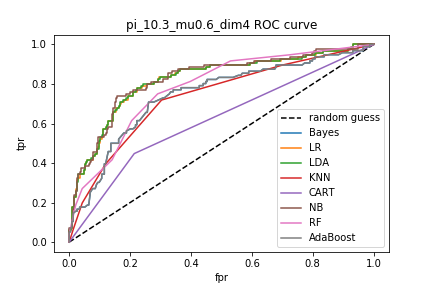 pi_10.3_mu0.6_dim4 ROC curve
1.0
0.8
0.6
0.4
0.2
0.0
tpr
0.0 0.2 0.4 0.6 0.8 1.0
fpr
random guess
Bayes
LR
LDA
KNN
CART
NB
RF
AdaBoost